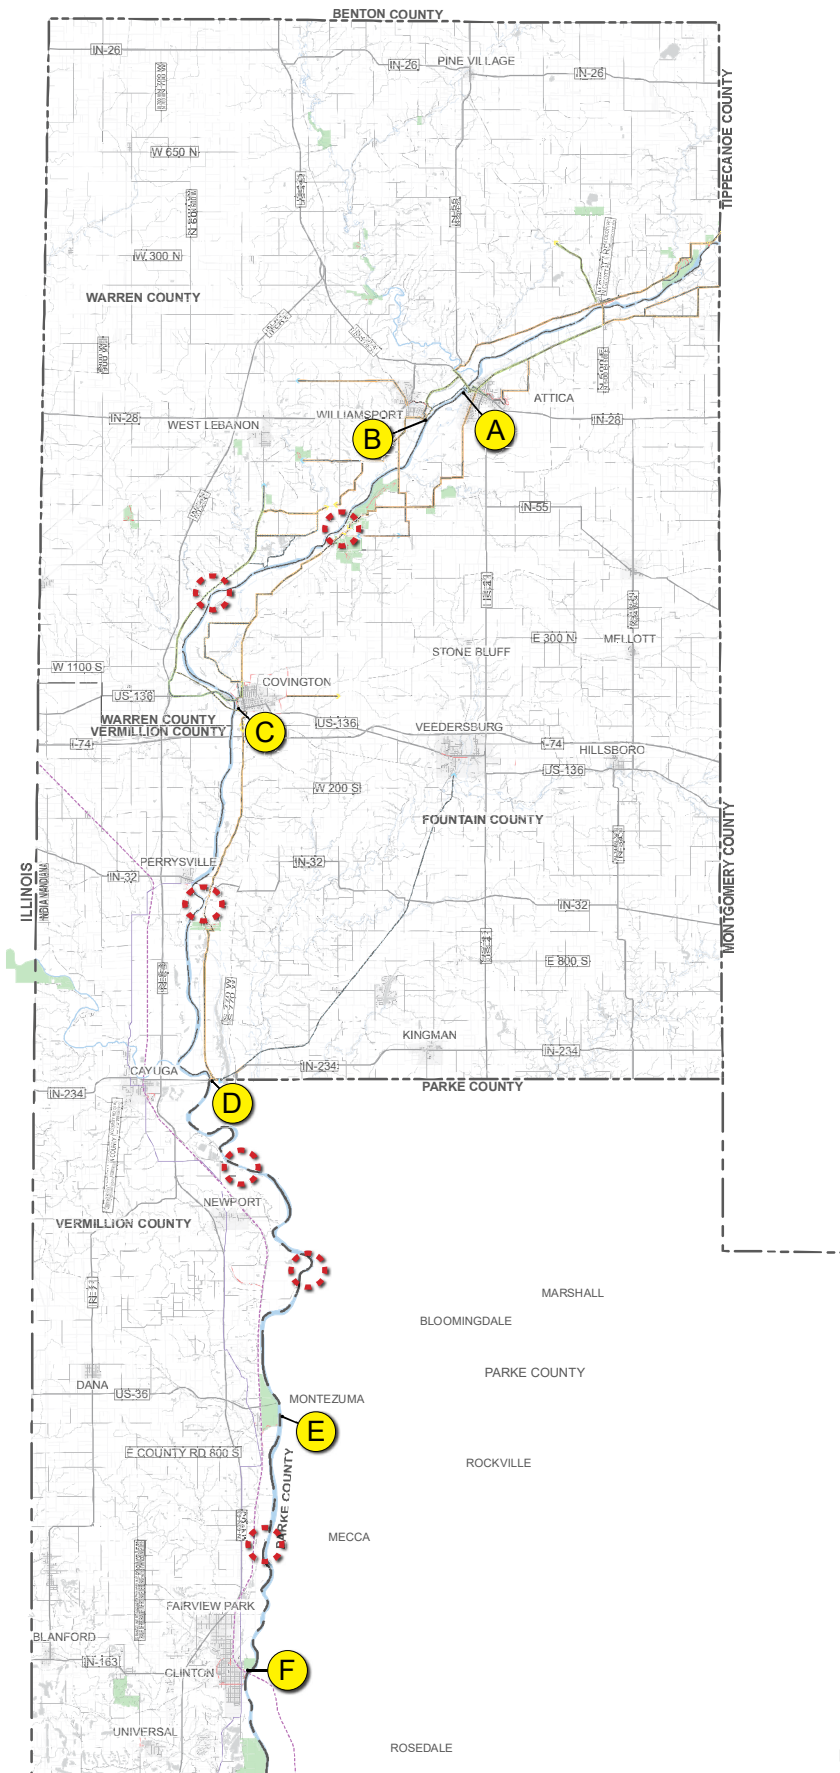 BENTON COUNTY
IN-26
IN-26
PINE VILLAGE
IN-26
TIPPECANOE COUNTY
W 650 N
W 300 N
WARREN COUNTY
ATTICA
WILLIAMSPORT
IN-28
IN-28
WEST LEBANON
A
B
IN-55
E 300 N
MELLOTT
STONE BLUFF
W 1100 S
COVINGTON
US-136
WARREN COUNTY
VERMILLION COUNTY
C
US-136
VEEDERSBURG
I-74
I-74
HILLSBORO
US-136
W 200 S
FOUNTAIN COUNTY
MONTGOMERY COUNTY
PERRYSVILLE
IN-32
IN-32
ILLINOIS
IN-32
E 800 S
KINGMAN
IN-234
IN-234
CAYUGA
PARKE COUNTY
IN-234
D
NEWPORT
VERMILLION COUNTY
MARSHALL
BLOOMINGDALE
PARKE COUNTY
DANA
US-36
MONTEZUMA
E
E COUNTY RD 800 S
PARKE COUNTY
ROCKVILLE
MECCA
FAIRVIEW PARK
BLANFORD
IN-163
CLINTON
F
UNIVERSAL
ROSEDALE